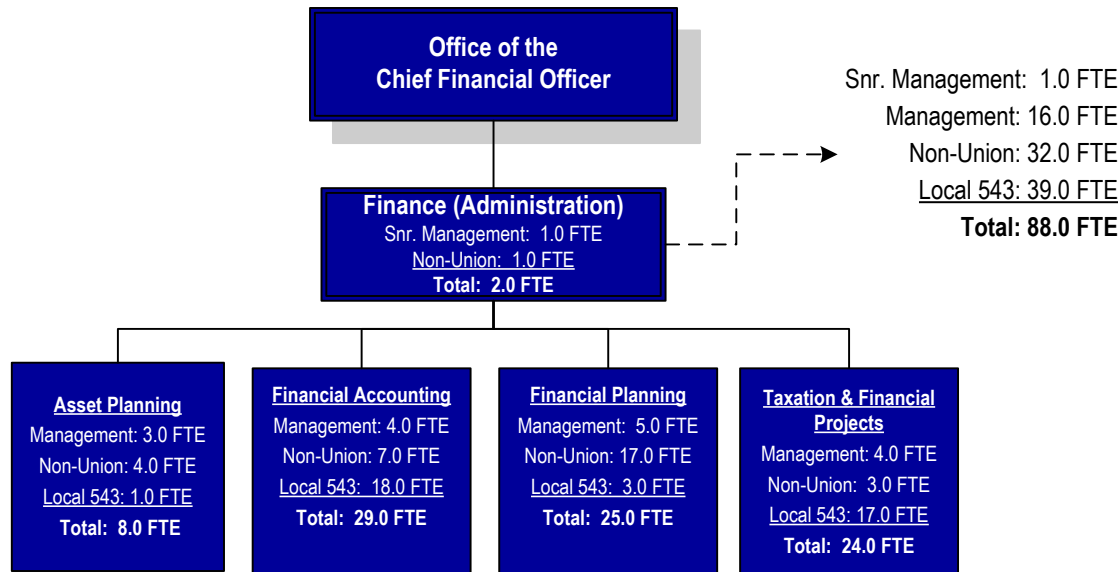 Office of the
Chief Financial Officer
Snr. Management: 1.0 FTE
Management: 16.0 FTE
Non-Union: 32.0 FTE
Local 543: 39.0 FTE
Total: 88.0 FTE
Finance (Administration)
Snr. Management: 1.0 FTE
Non-Union: 1.0 FTE
Total: 2.0 FTE
Asset Planning
Management: 3.0 FTE
Non-Union: 4.0 FTE
Local 543: 1.0 FTE
Total: 8.0 FTE
Financial Accounting
Management: 4.0 FTE
Non-Union: 7.0 FTE
Local 543: 18.0 FTE
Total: 29.0 FTE
Financial Planning
Management: 5.0 FTE
Non-Union: 17.0 FTE
Local 543: 3.0 FTE
Total: 25.0 FTE
Taxation & Financial
Projects
Management: 4.0 FTE
Non-Union: 3.0 FTE
Local 543: 17.0 FTE
Total: 24.0 FTE